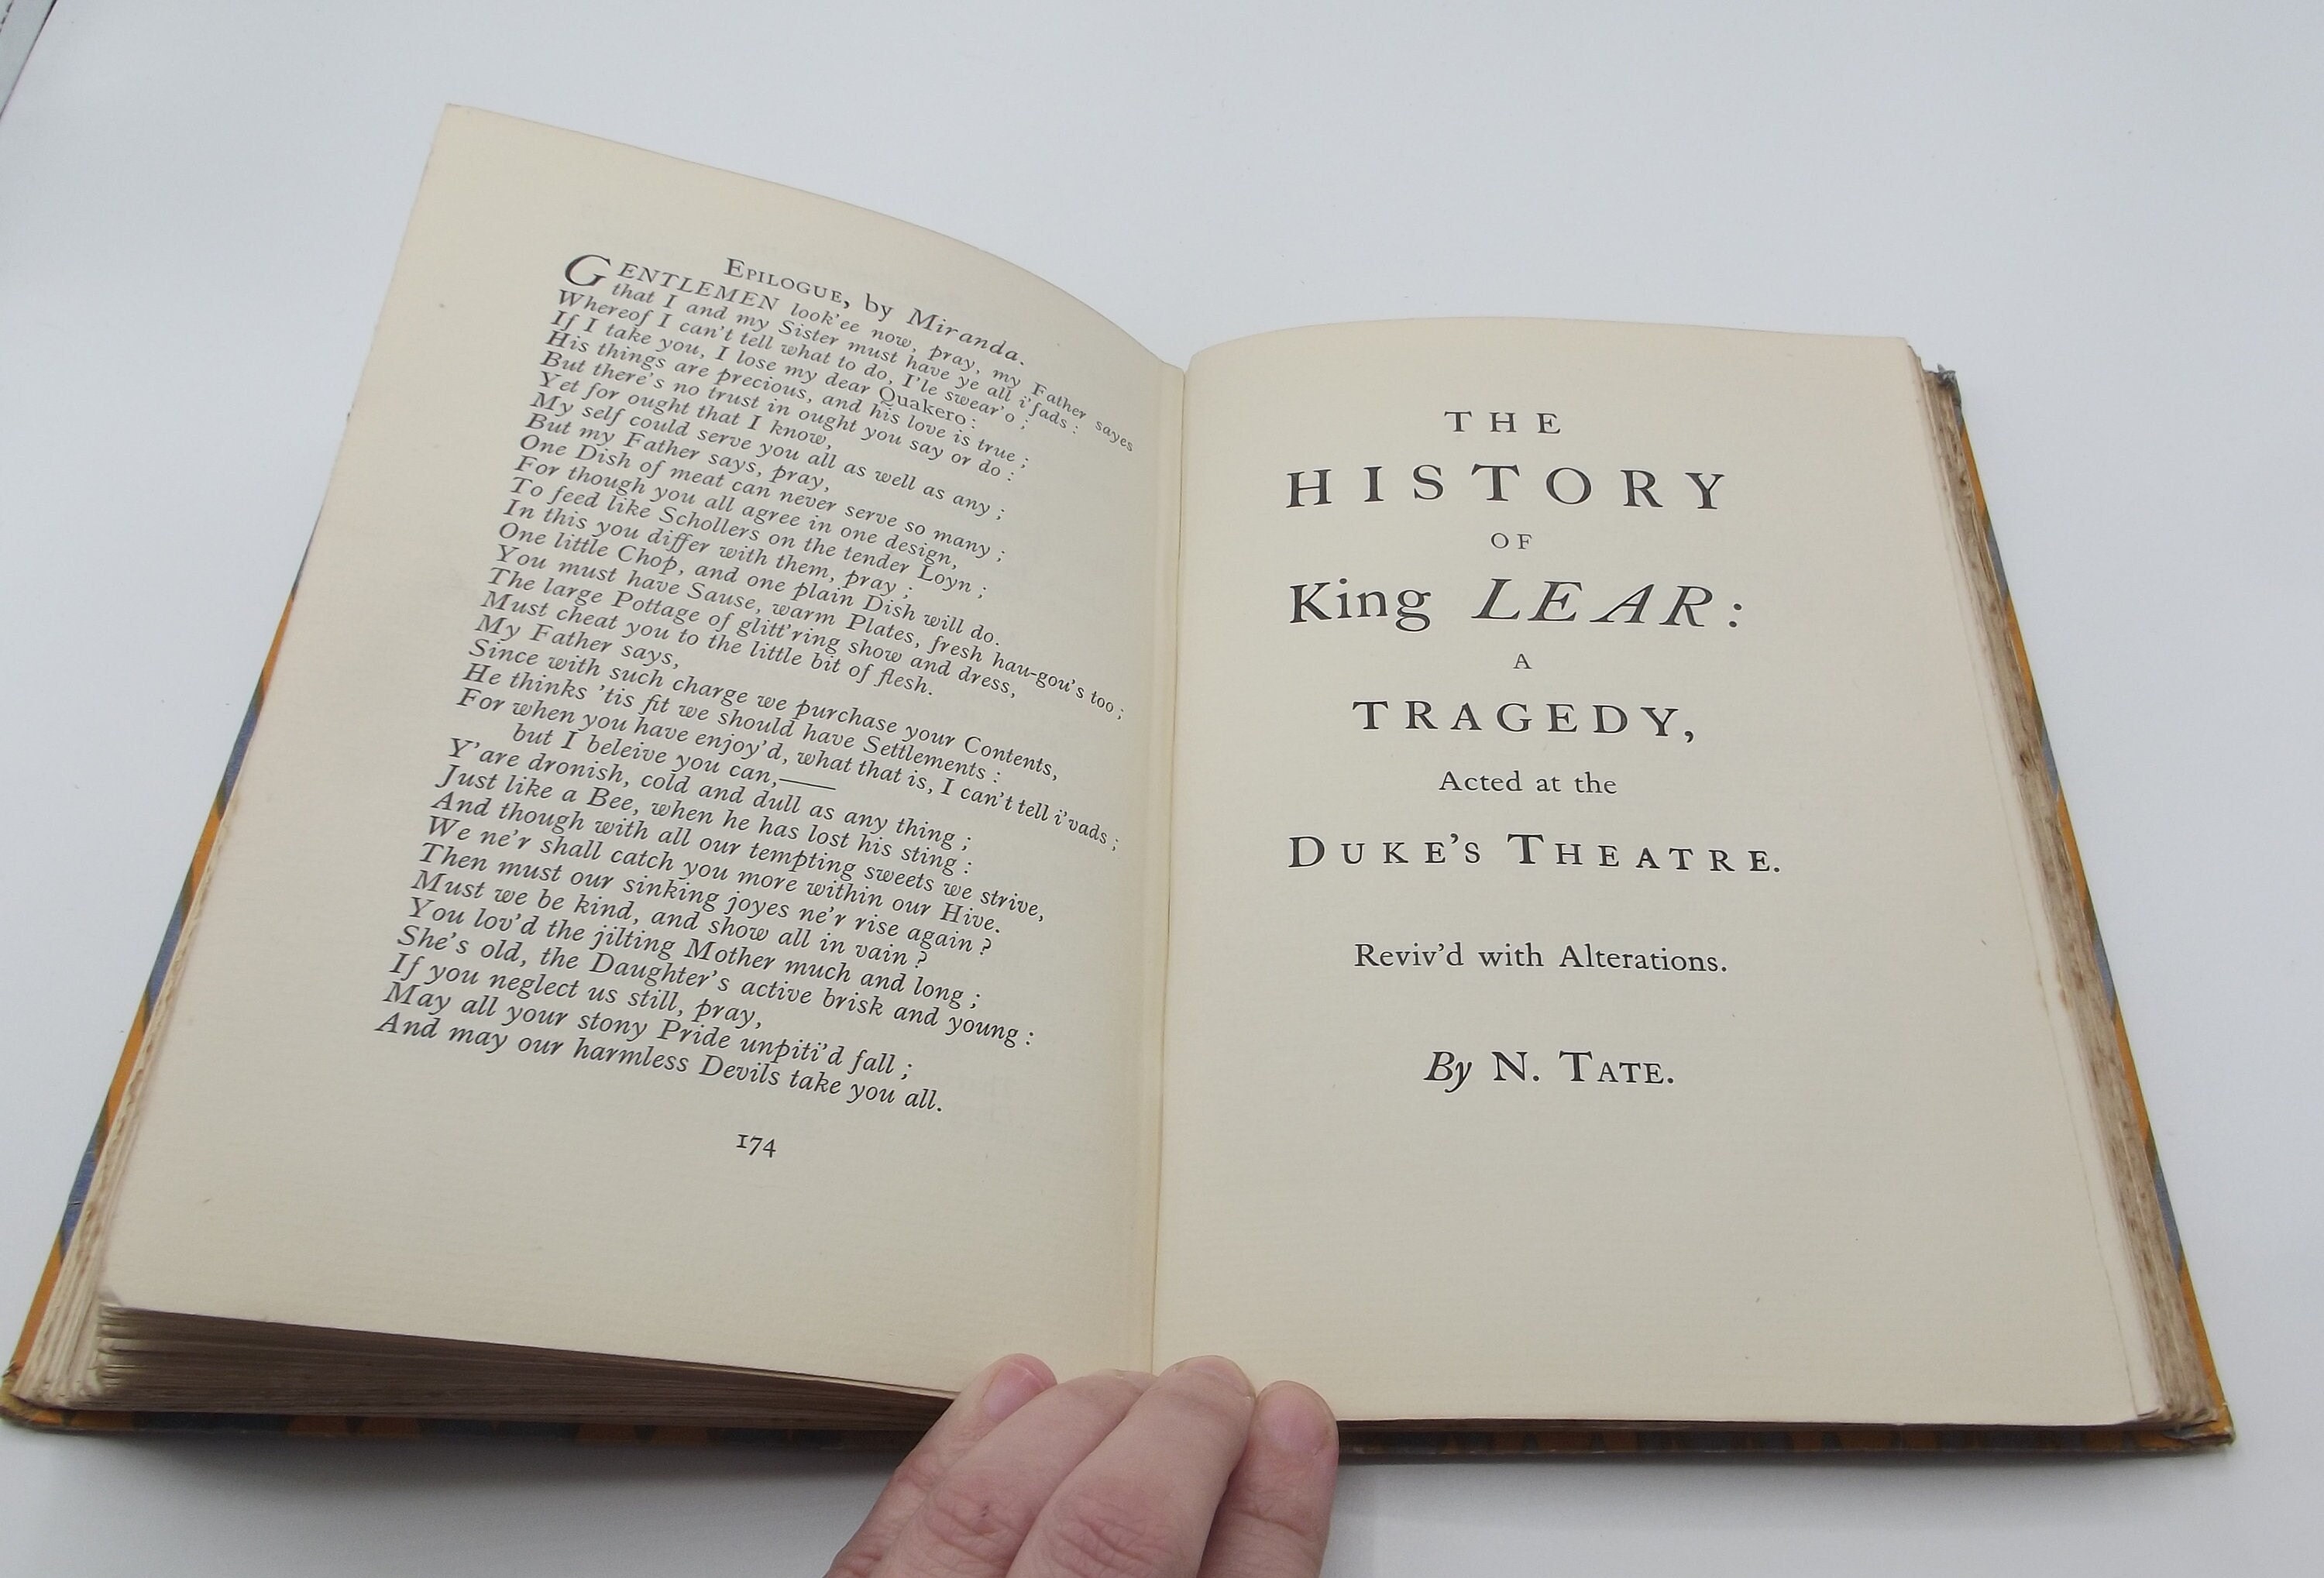 Epilogue, by Miranda.
GENTLEMEN look'ee now, pray, my Father sayes
that I and my Sister must have ye all i'fads:
Whereof I can't tell what to do, I'le swear'o;
If I take you, I lose my dear Quakero:
His things are precious, and his love is true;
But there's no trust in ought you say or do:
Yet for ought that I know,
My self could serve you all as well as any;
But my Father says, pray,
One Dish of meat can never serve so many;
For though you all agree in one design,
To feed like Schollers on the tender Loyn;
In this you differ with them, pray;
One little Chop, and one plain Dish will do.
You must have Sause, warm Plates, fresh hau-gou's too;
The large Pottage of glitt'ring show and dress,
Must cheat you to the little bit of flesh.
My Father says,
Since with such charge we purchase your Contents,
He thinks 'tis fit we should have Settlements:
For when you have enjoy'd, what that is, I can't tell i'vads;
but I beleive you can,——
Y'are dronish, cold and dull as any thing;
Just like a Bee, when he has lost his sting:
And though with all our tempting sweets we strive,
We ne'r shall catch you more within our Hive.
Then must our sinking joyes ne'r rise again?
Must we be kind, and show all in vain?
You lov'd the jilting Mother much and long;
She's old, the Daughter's active brisk and young:
If you neglect us still, pray,
May all your stony Pride unpiti'd fall;
And may our harmless Devils take you all.
174
THE
HISTORY
OF
King LEAR:
A
TRAGEDY,
Acted at the
DUKE'S THEATRE.
Reviv'd with Alterations.
By N. TATE.